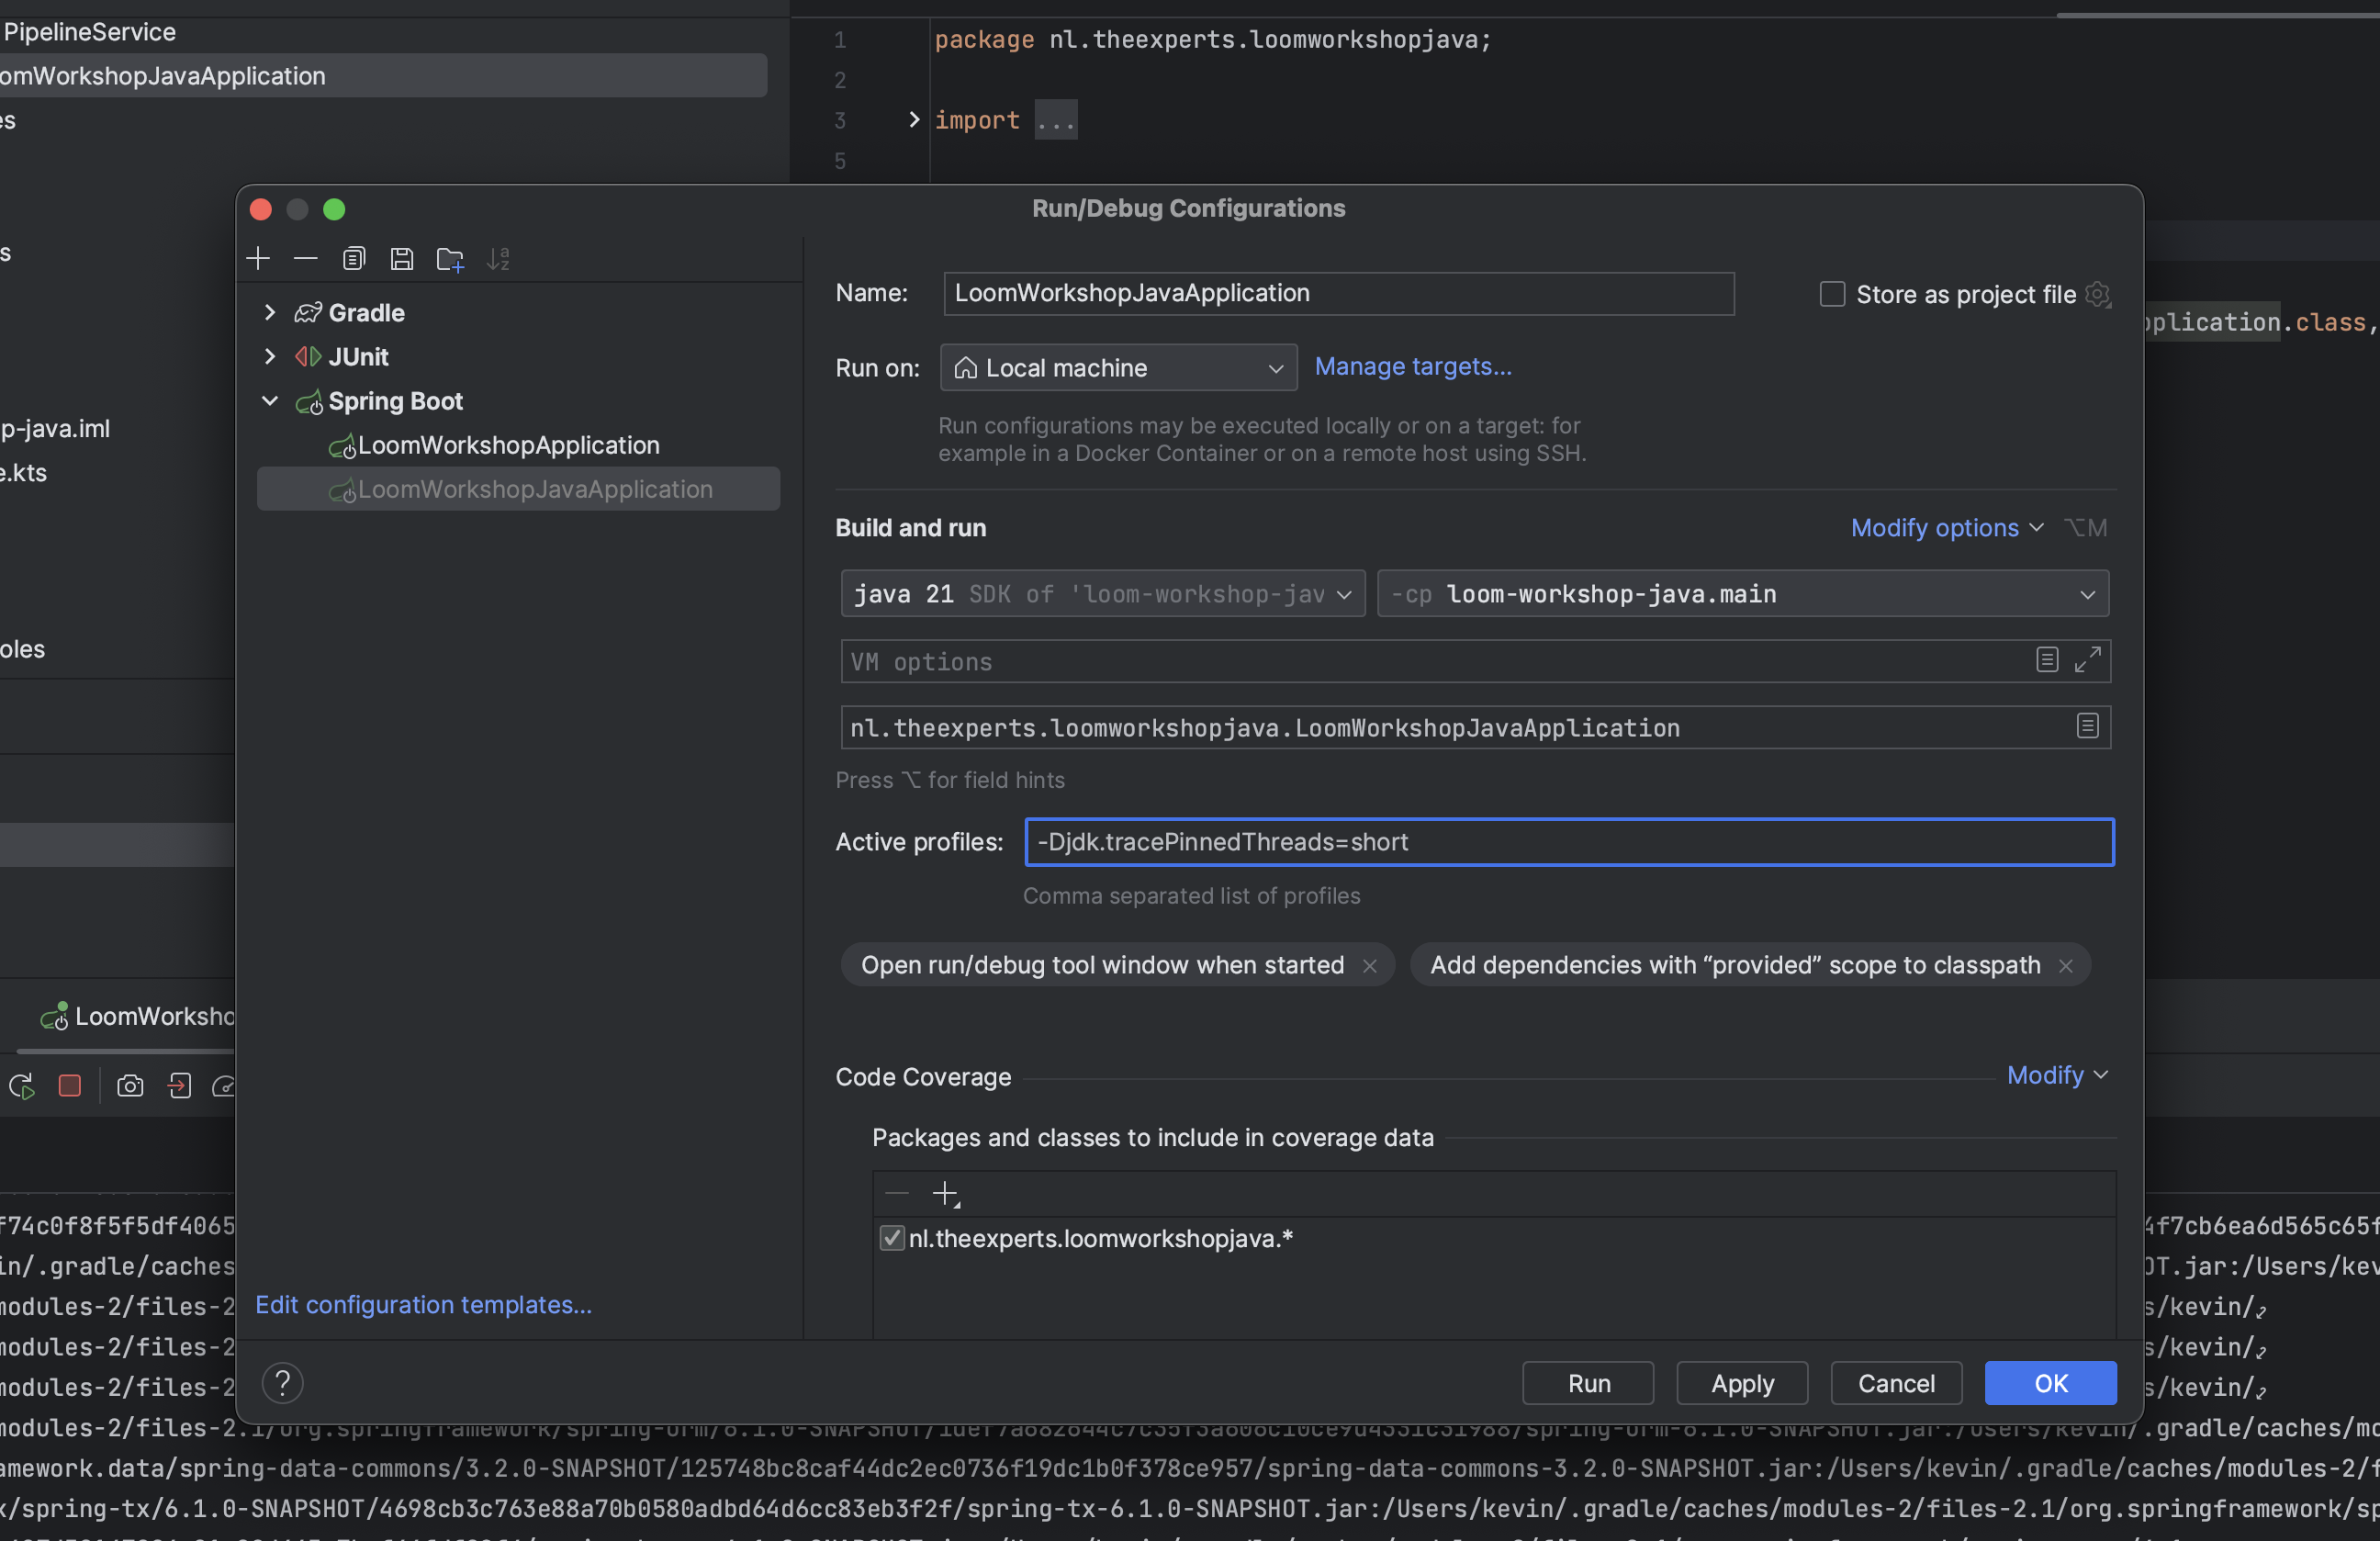 PipelineService
omWorkshopJavaApplication
es
s
p-java.iml
e.kts
oles
1 package nl.theexperts.loomworkshopjava;
2
3 import ...
5
pplication.class,
Run/Debug Configurations
Gradle
JUnit
Spring Boot
LoomWorkshopApplication
LoomWorkshopJavaApplication
Edit configuration templates...
Name: LoomWorkshopJavaApplication
Store as project file
Run on: Local machine Manage targets...
Run configurations may be executed locally or on a target: for
example in a Docker Container or on a remote host using SSH.
Build and run Modify options ⌥M
java 21 SDK of 'loom-workshop-jav -cp loom-workshop-java.main
VM options
nl.theexperts.loomworkshopjava.LoomWorkshopJavaApplication
Press ⌥ for field hints
Active profiles: -Djdk.tracePinnedThreads=short
Comma separated list of profiles
Open run/debug tool window when started × Add dependencies with “provided” scope to classpath ×
Code Coverage Modify
Packages and classes to include in coverage data
nl.theexperts.loomworkshopjava.*
? Run Apply Cancel OK
LoomWorksho
f74c0f8f5f5df4065 4f7cb6ea6d565c65f
in/.gradle/caches OT.jar:/Users/kev
modules-2/files-2 s/kevin/
modules-2/files-2 s/kevin/
modules-2/files-2 s/kevin/
modules-2/files-2.1/org.springframework/spring-orm/6.1.0-SNAPSHOT/ .gradle/caches/mo
amework.data/spring-data-commons/3.2.0-SNAPSHOT/125748bc8caf44dc2ec0736f19dc1b0f378ce957/spring-data-commons-3.2.0-SNAPSHOT.jar:/Users/kevin/.gradle/caches/modules-2/f
k/spring-tx/6.1.0-SNAPSHOT/4698cb3c763e88a70b0580adbd64d6cc83eb3f2f/spring-tx-6.1.0-SNAPSHOT.jar:/Users/kevin/.gradle/caches/modules-2/files-2.1/org.springframework/sp